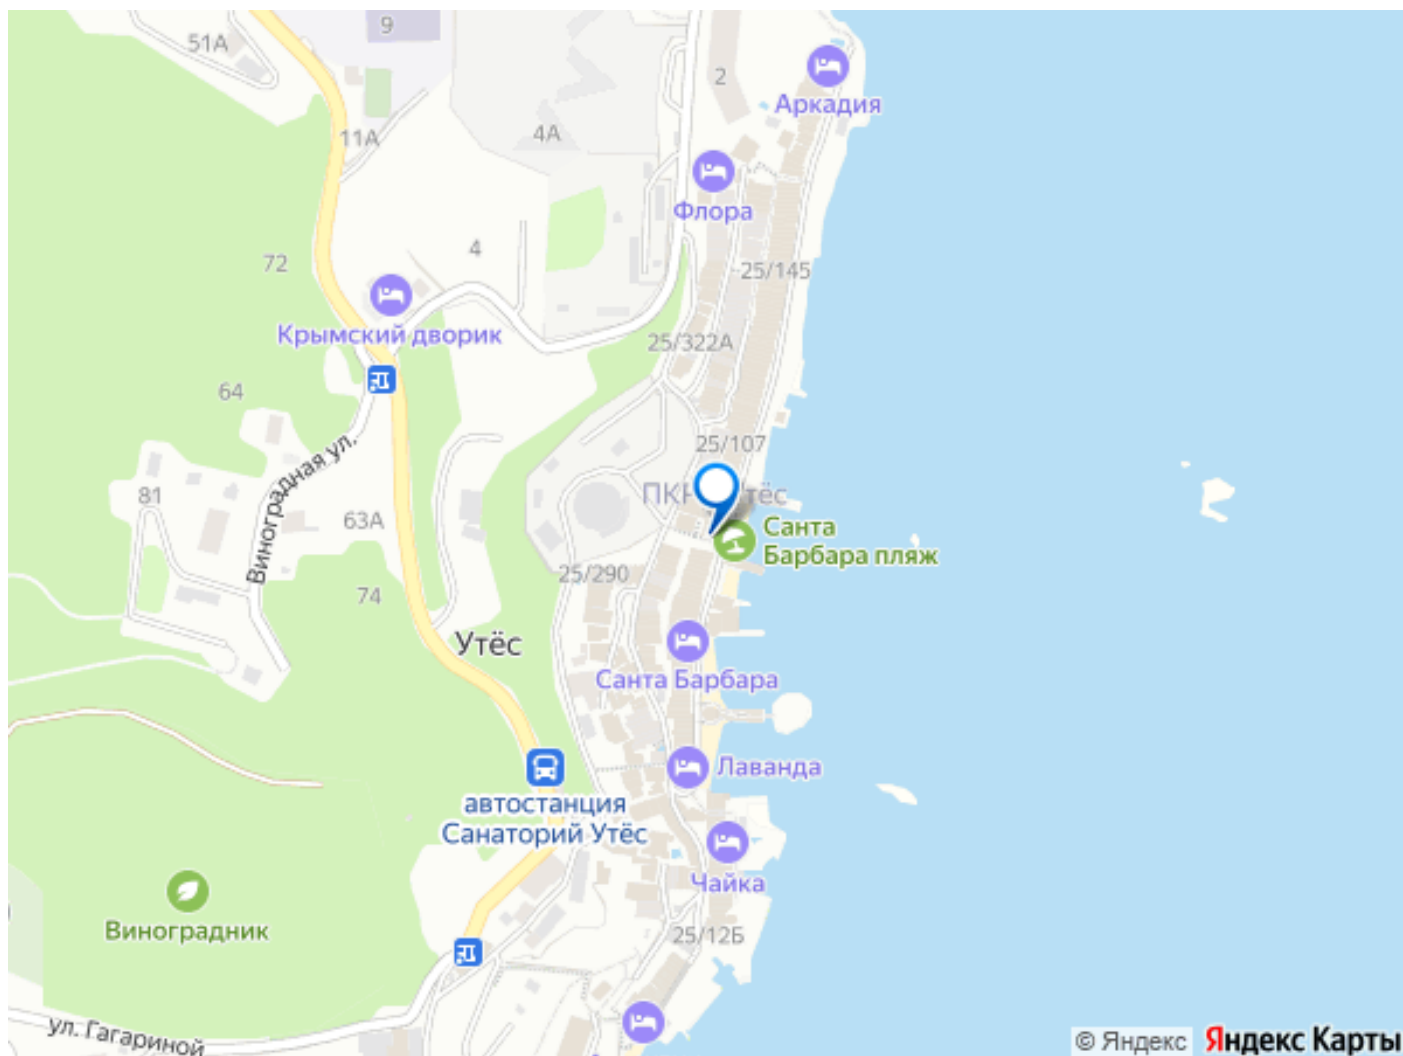 9
51А
2
Аркадия
11А
4А
Флора
4
72
25/145
Крымский дворик
25/322А
64
25/107
Виноградная ул.
81
63А
Санта
Барбара пляж
25/290
74
Утёс
Санта Барбара
Лаванда
автостанция
Санаторий Утёс
Чайка
Виноградник
25/12Б
ул. Гагариной
© Яндекс Яндекс Карты